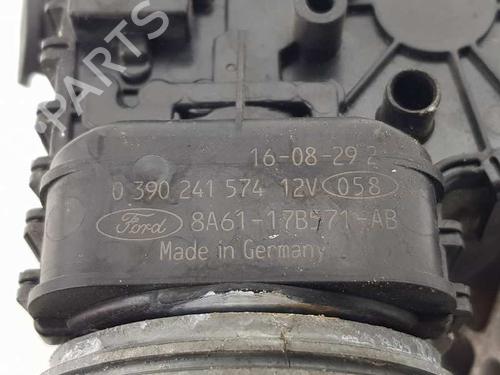 B-PARTS
16-08-29 2
0 390 241 574 12V 058
Ford 8A61-17B571-AB
Made in Germany